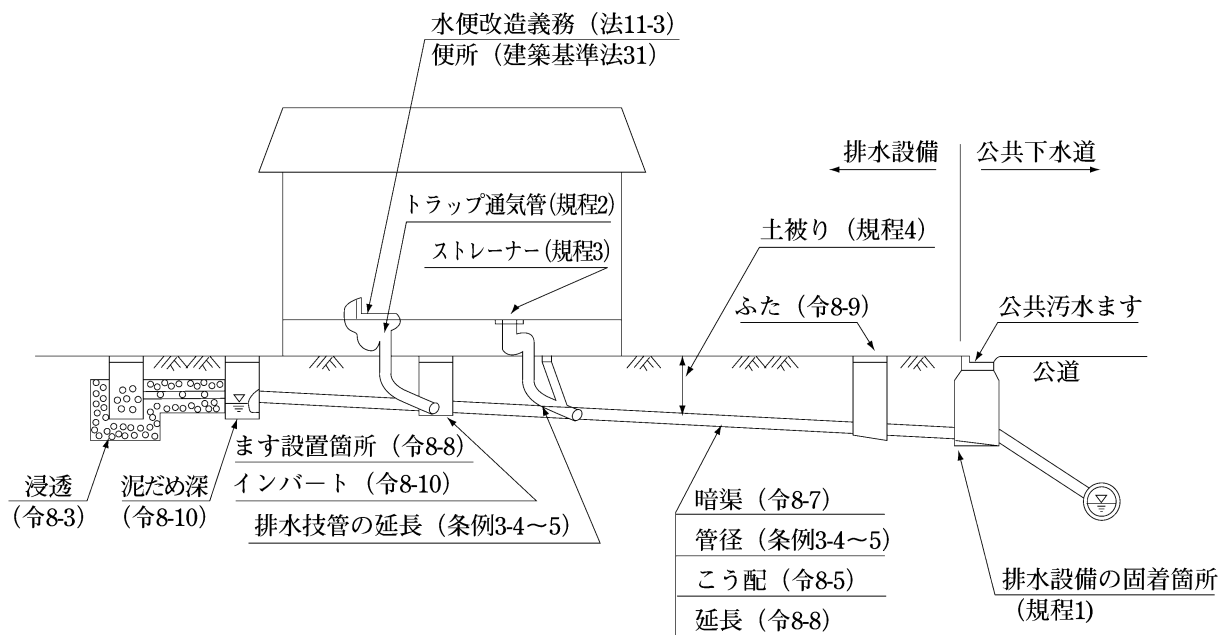 水便改造義務（法11-3）
便所（建築基準法31）
排水設備
公共下水道
トラップ通気管(規程2)
ストレーナー(規程3)
土被り（規程4）
ふた（令8-9）
公共汚水ます
公道
浸透
（令8-3）
泥だめ深
（令8-10）
ます設置箇所（令8-8）
インバート（令8-10）
排水技管の延長（条例3-4～5）
暗渠（令8-7）
管径（条例3-4～5）
こう配（令8-5）
延長（令8-8）
排水設備の固着箇所
（規程1）